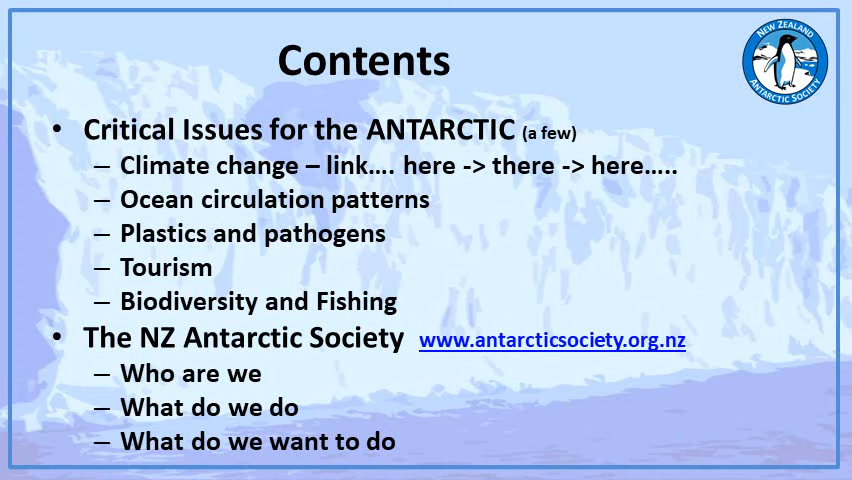 Contents
NEW ZEALAND
ANTARCTIC SOCIETY
• Critical Issues for the ANTARCTIC (a few)
– Climate change – link…. here -> there -> here…..
– Ocean circulation patterns
– Plastics and pathogens
– Tourism
– Biodiversity and Fishing
• The NZ Antarctic Society www.antarcticsociety.org.nz
– Who are we
– What do we do
– What do we want to do